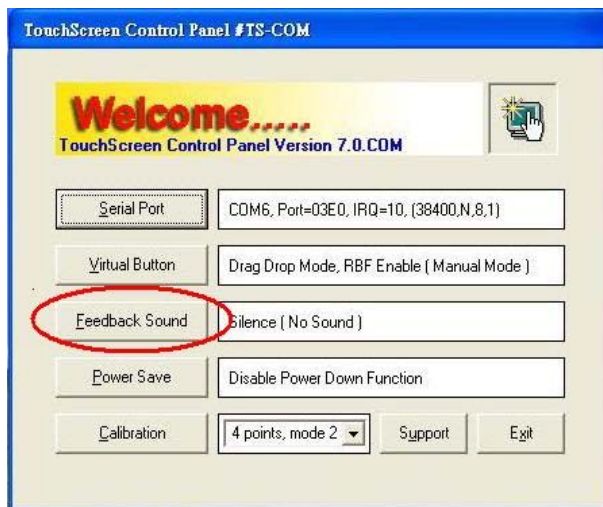 TouchScreen Control Panel #TS-COM
Welcome.....
TouchScreen Control Panel Version 7.0.COM
Serial Port
COM6, Port=03E0, IRQ=10, (38400,N,8,1)
Virtual Button
Drag Drop Mode, RBF Enable ( Manual Mode )
Feedback Sound
Silence ( No Sound )
Power Save
Disable Power Down Function
Calibration
4 points, mode 2
Support
Exit